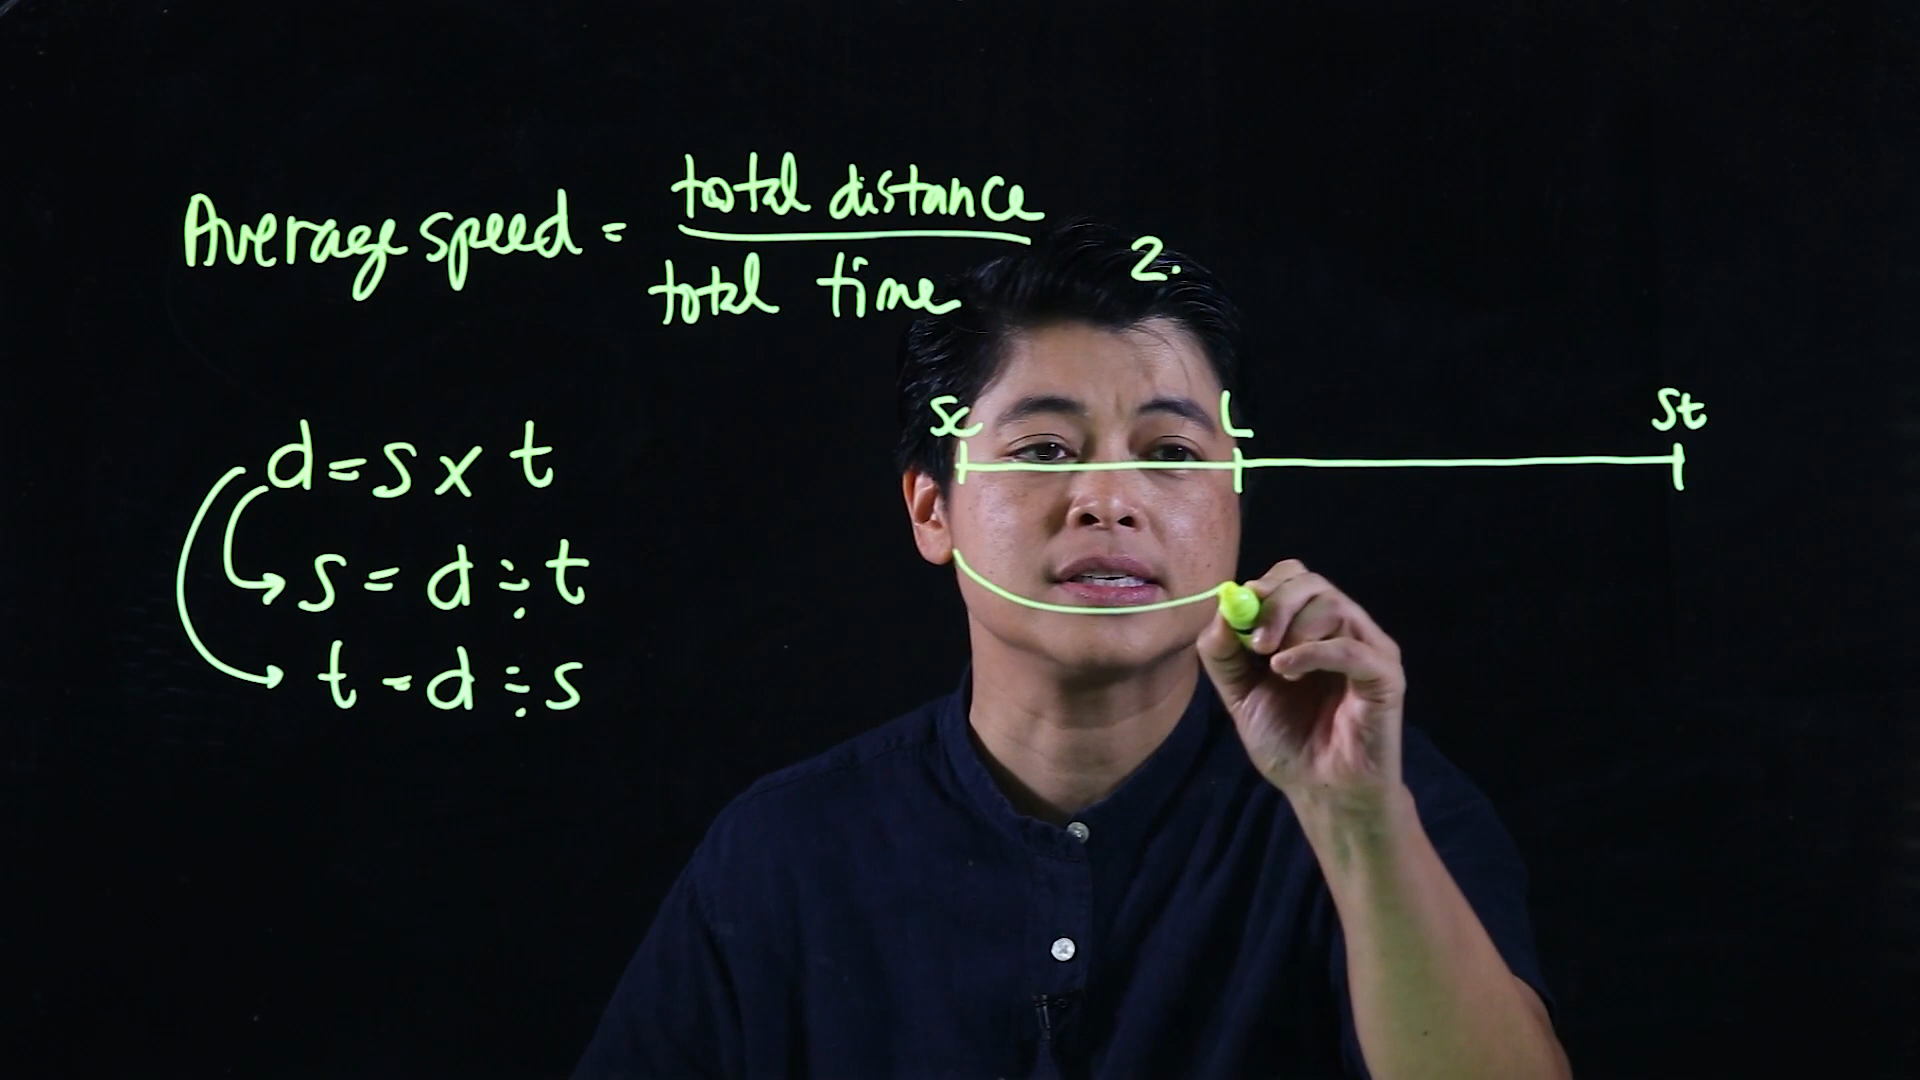 Average speed = total distance
total time
d = s x t
s = d ÷ t
t = d ÷ s
2.
Sc L St